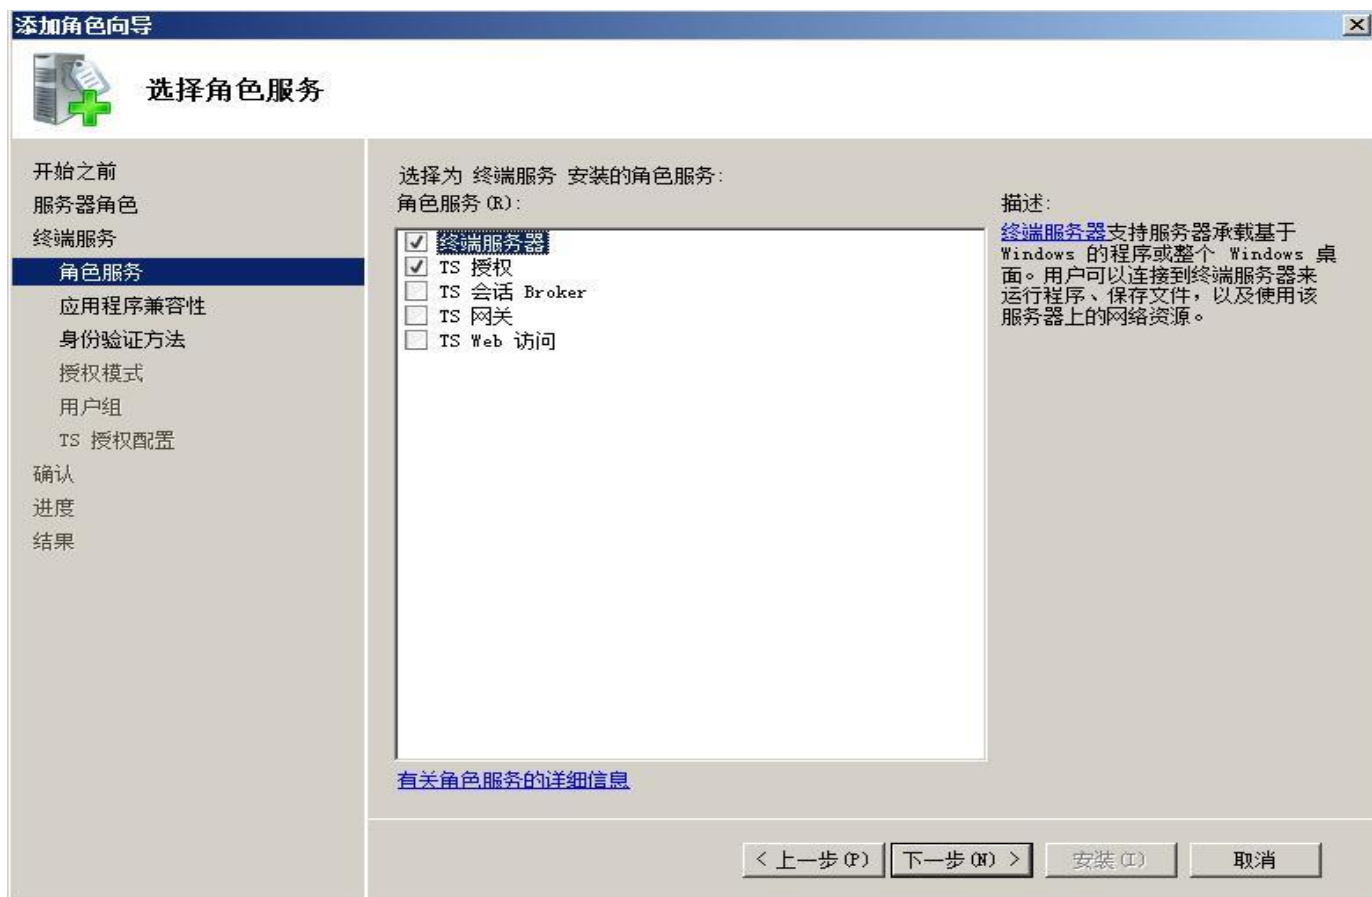 添加角色向导
选择角色服务
开始之前
服务器角色
终端服务
角色服务
应用程序兼容性
身份验证方法
授权模式
用户组
TS 授权配置
确认
进度
结果
选择为 终端服务 安装的角色服务:
角色服务(R):
终端服务器
TS 授权
TS 会话 Broker
TS 网关
TS Web 访问
有关角色服务的详细信息
描述:
终端服务器支持服务器承载基于
Windows 的程序或整个 Windows 桌
面。用户可以连接到终端服务器来
运行程序、保存文件，以及使用该
服务器上的网络资源。
< 上一步(P)
下一步(N) >
安装(I)
取消